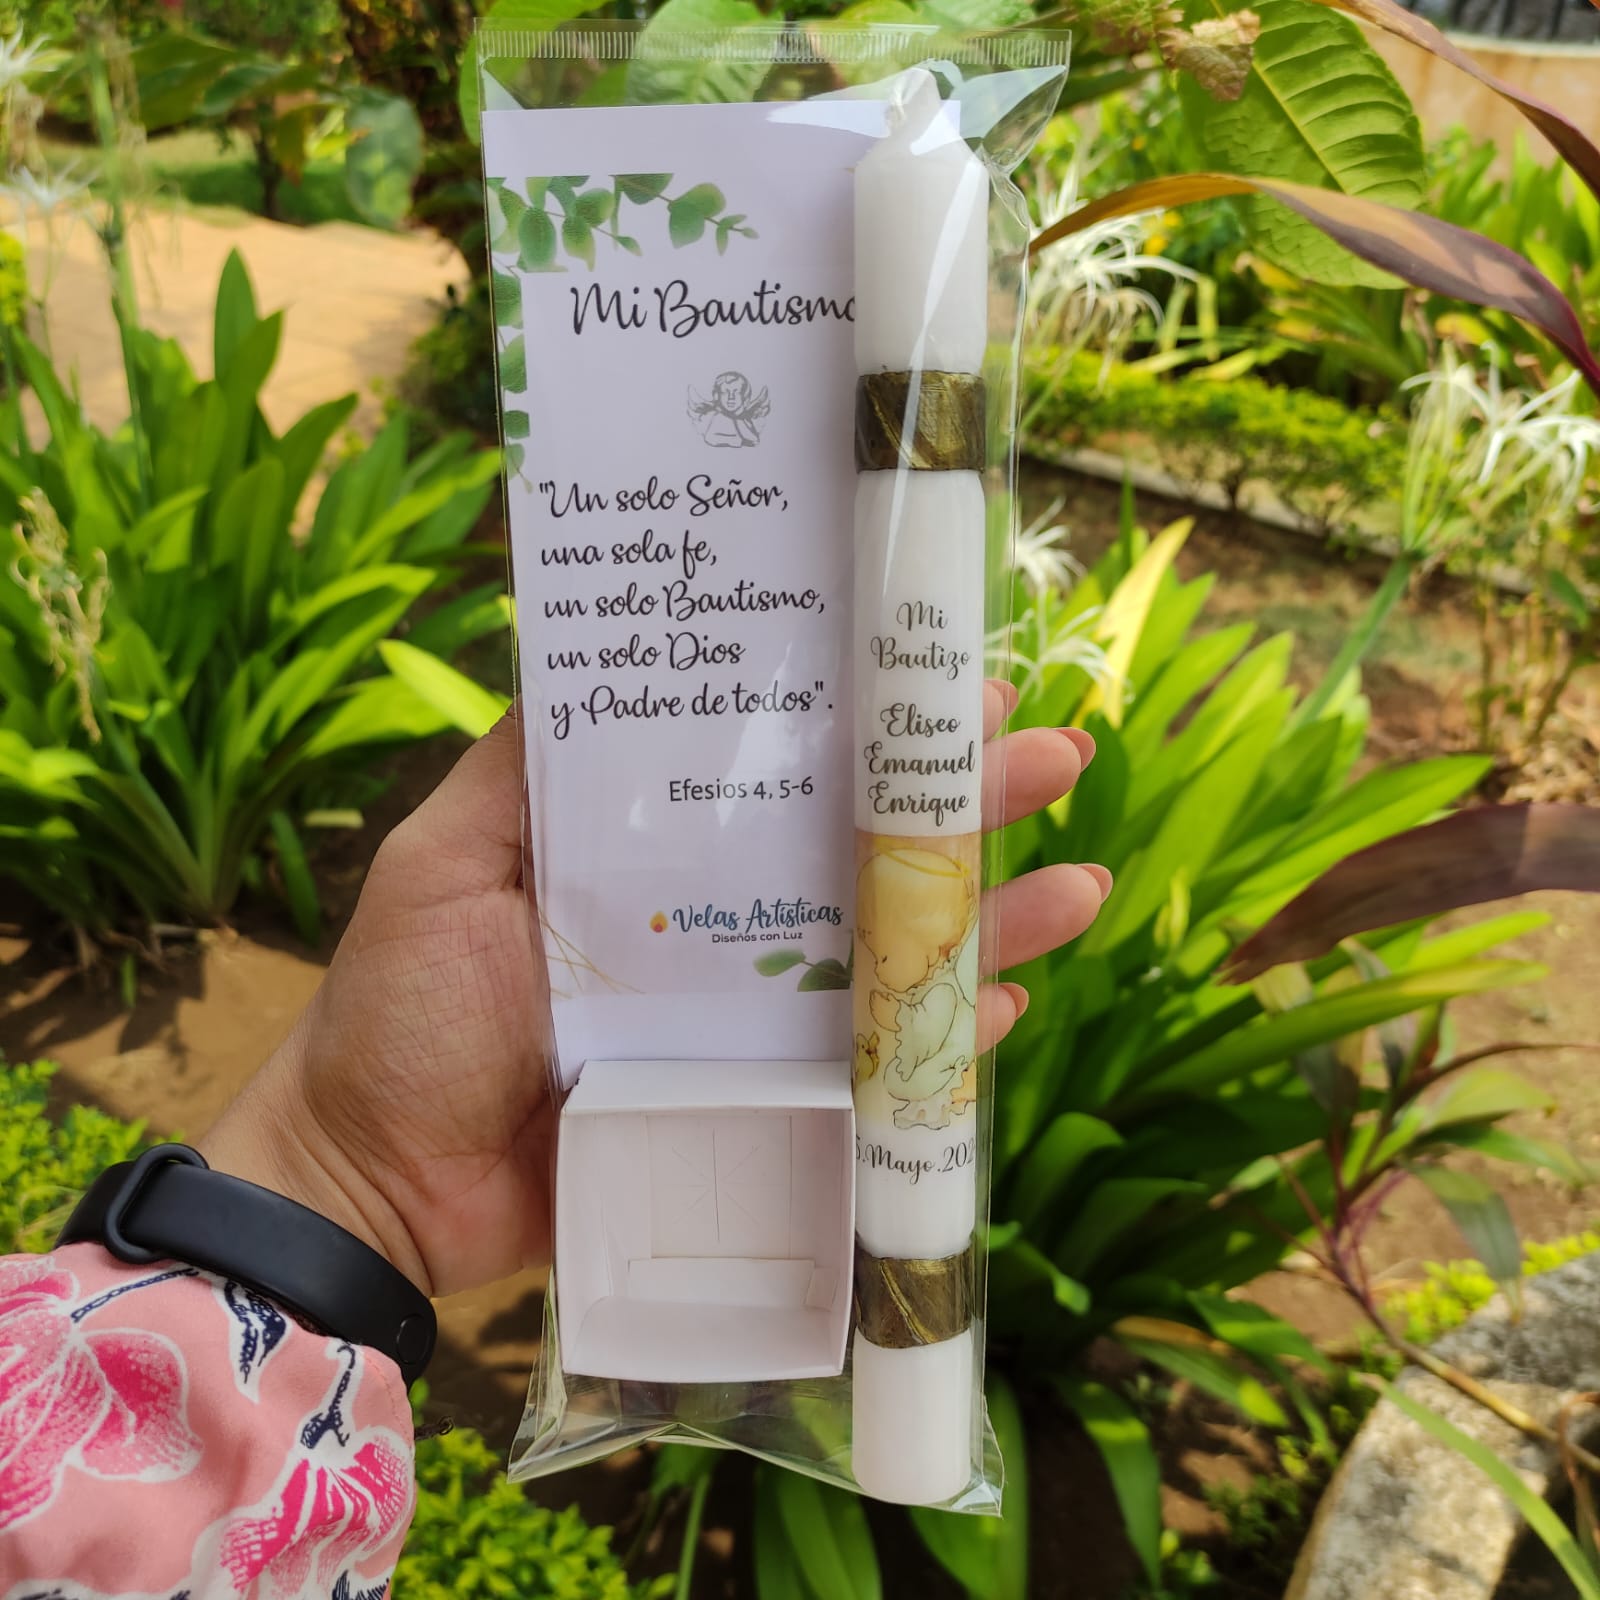 Mi Bautismo
"Un solo Señor,
una sola fe,
un solo Bautismo,
un solo Dios
y Padre de todos".
Efesios 4, 5-6
Velas Artísticas
Diseños con Luz
Mi
Bautizo
Eliseo
Emanuel
Enrique
.Mayo.